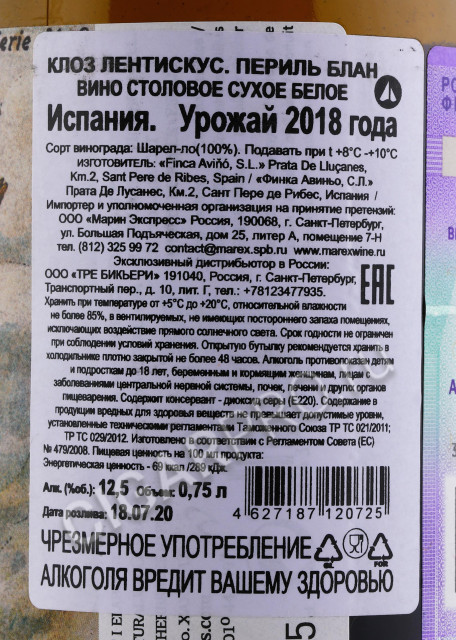 КЛОЗ ЛЕНТИСКУС. ПЕРИЛЬ БЛАН
ВИНО СТОЛОВОЕ СУХОЕ БЕЛОЕ
Испания. Урожай 2018 года
Сорт винограда: Шарел-ло(100%). Подавать при t +8°C -+10°C
ИЗГОТОВИТЕЛЬ: «Finca Aviñó, S.L.» Prata De Lluçanes,
Km.2, Sant Pere de Ribes, Spain / «Финка Авиньо, С.Л.»
Прата Де Лусанес, Км.2, Сант Пере де Рибес, Испания /
Импортер и уполномоченная организация на принятие претензий:
ООО «Марин Экспресс» Россия, 190068, г. Санкт-Петербург,
ул. Большая Подъяческая, дом 25, литер А, помещение 7-Н
тел. (812) 325 99 72 contact@marex.spb.ru www.marexwine.ru
Эксклюзивный дистрибьютор в России:
ООО «ТРЕ БИКЬЕРИ» 191040, Россия, г. Санкт-Петербург,
Транспортный пер., д. 10, лит. Г, тел.: +78123477935.
EAC
Хранить при температуре от +5°C до +20°C, относительной влажности
не более 85%, в вентилируемых, не имеющих постороннего запаха помещениях,
исключающих воздействие прямого солнечного света. Срок годности не ограничен
при соблюдении условий хранения. Открытую бутылку рекомендуется хранить в
холодильнике плотно закрытой не более 48 часов. Алкоголь противопоказан детям
и подросткам до 18 лет, беременным и кормящим женщинам, лицам с
заболеваниями центральной нервной системы, почек, печени и других органов
пищеварения. Содержит консервант - диоксид серы (Е220). Содержание в
продукции вредных для здоровья веществ не превышает допустимые уровни,
установленные техническими регламентами Таможенного Союза ТР ТС 021/2011;
ТР ТС 029/2012. Изготовлено в соответствии с Регламентом Совета (ЕС)
№ 479/2008. Пищевая ценность на 100 мл продукта:
Энергетическая ценность - 69 ккал /289 кДж.
Алк. (%об.): 12,5 Объем: 0,75 л
Дата розлива: 18.07.20
4 627187 120725
ЧРЕЗМЕРНОЕ УПОТРЕБЛЕНИЕ
АЛКОГОЛЯ ВРЕДИТ ВАШЕМУ ЗДОРОВЬЮ